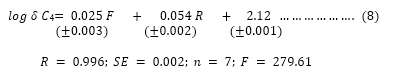 log δ C₄= 0.025 F + 0.054 R + 2.12 ………………. (8)
(±0.003) (±0.002) (±0.001)
R = 0.996; SE = 0.002; n = 7; F = 279.61